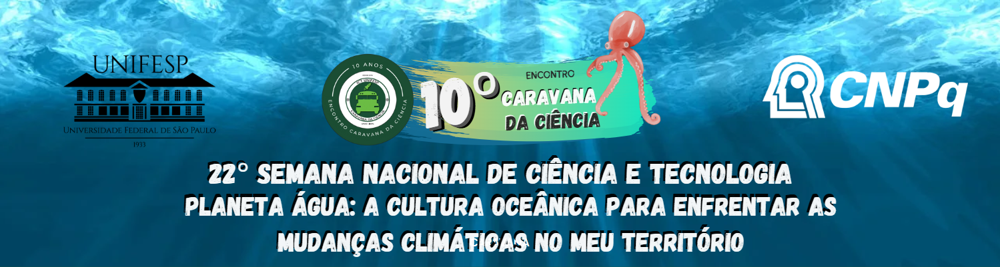 UNIFESP
UNIVERSIDADE FEDERAL DE SÃO PAULO
1933
10 ANOS
ENCONTRO CARAVANA DA CIÊNCIA
CARAVANA DA CIÊNCIA
10º
ENCONTRO
CARAVANA
DA CIÊNCIA
CNPq
22° SEMANA NACIONAL DE CIÊNCIA E TECNOLOGIA
PLANETA ÁGUA: A CULTURA OCEÂNICA PARA ENFRENTAR AS
MUDANÇAS CLIMÁTICAS NO MEU TERRITÓRIO